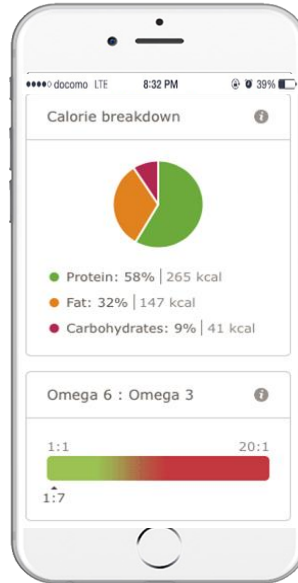 docomo LTE 8:32 PM 39%
Calorie breakdown
Protein: 58% | 265 kcal
Fat: 32% | 147 kcal
Carbohydrates: 9% | 41 kcal
Omega 6 : Omega 3
1:1 20:1
1:7